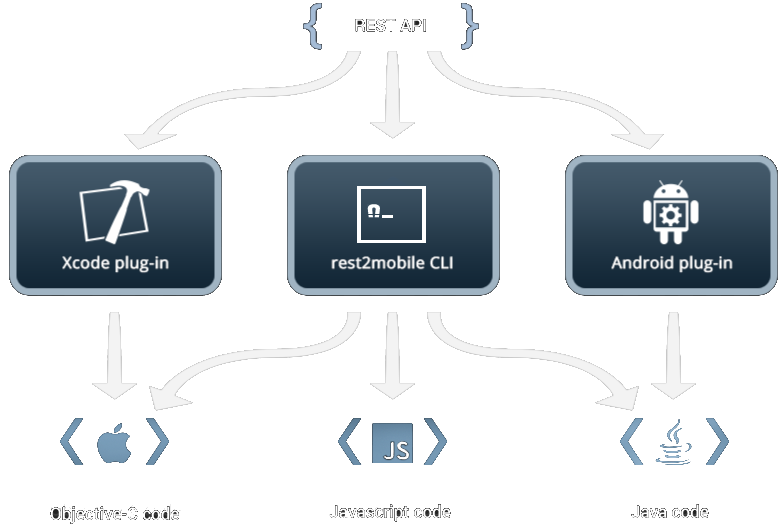 REST API
Xcode plug-in
rest2mobile CLI
Android plug-in
JS
Objective-C code
Javascript code
Java code